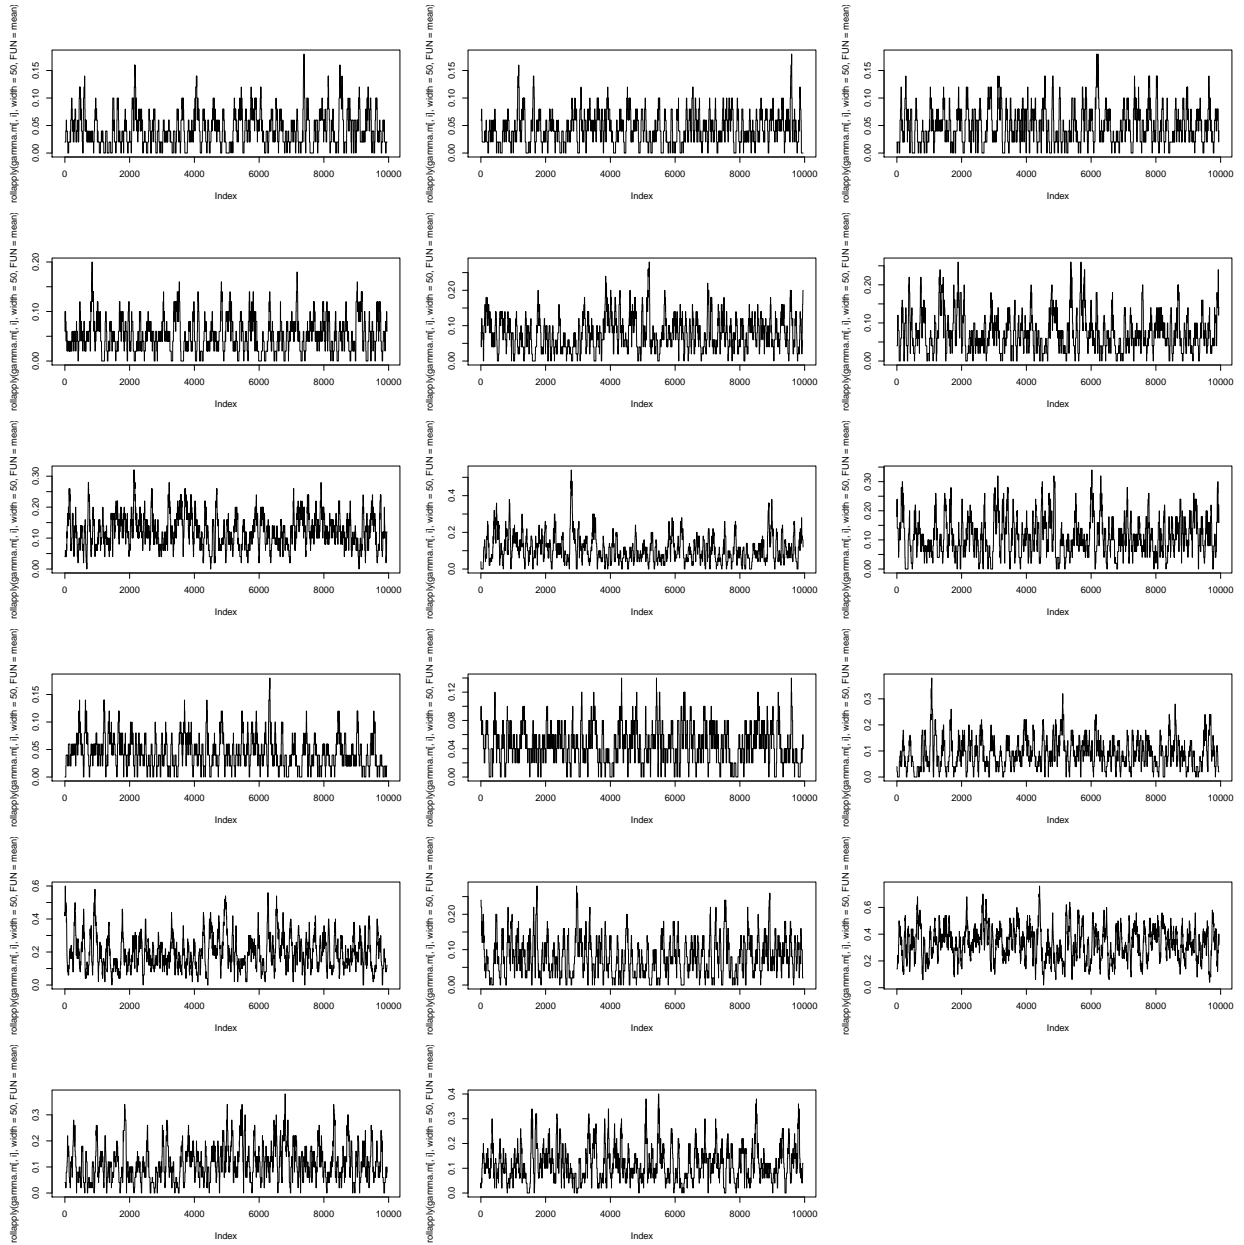 rollapply(gamma.m[, i], width = 50, FUN = mean)
0.00 0.05 0.10 0.15
0 2000 4000 6000 8000 10000
Index
rollapply(gamma.m[, i], width = 50, FUN = mean)
0.00 0.05 0.10 0.15
0 2000 4000 6000 8000 10000
Index
rollapply(gamma.m[, i], width = 50, FUN = mean)
0.00 0.05 0.10 0.15
0 2000 4000 6000 8000 10000
Index
rollapply(gamma.m[, i], width = 50, FUN = mean)
0.00 0.10 0.20
0 2000 4000 6000 8000 10000
Index
rollapply(gamma.m[, i], width = 50, FUN = mean)
0.00 0.10 0.20
0 2000 4000 6000 8000 10000
Index
rollapply(gamma.m[, i], width = 50, FUN = mean)
0.00 0.10 0.20
0 2000 4000 6000 8000 10000
Index
rollapply(gamma.m[, i], width = 50, FUN = mean)
0.00 0.10 0.20 0.30
0 2000 4000 6000 8000 10000
Index
rollapply(gamma.m[, i], width = 50, FUN = mean)
0.0 0.2 0.4
0 2000 4000 6000 8000 10000
Index
rollapply(gamma.m[, i], width = 50, FUN = mean)
0.00 0.10 0.20 0.30
0 2000 4000 6000 8000 10000
Index
rollapply(gamma.m[, i], width = 50, FUN = mean)
0.00 0.05 0.10 0.15
0 2000 4000 6000 8000 10000
Index
rollapply(gamma.m[, i], width = 50, FUN = mean)
0.00 0.04 0.08 0.12
0 2000 4000 6000 8000 10000
Index
rollapply(gamma.m[, i], width = 50, FUN = mean)
0.0 0.1 0.2 0.3
0 2000 4000 6000 8000 10000
Index
rollapply(gamma.m[, i], width = 50, FUN = mean)
0.0 0.2 0.4 0.6
0 2000 4000 6000 8000 10000
Index
rollapply(gamma.m[, i], width = 50, FUN = mean)
0.00 0.10 0.20
0 2000 4000 6000 8000 10000
Index
rollapply(gamma.m[, i], width = 50, FUN = mean)
0.0 0.2 0.4 0.6
0 2000 4000 6000 8000 10000
Index
rollapply(gamma.m[, i], width = 50, FUN = mean)
0.0 0.1 0.2 0.3
0 2000 4000 6000 8000 10000
Index
rollapply(gamma.m[, i], width = 50, FUN = mean)
0.0 0.1 0.2 0.3 0.4
0 2000 4000 6000 8000 10000
Index